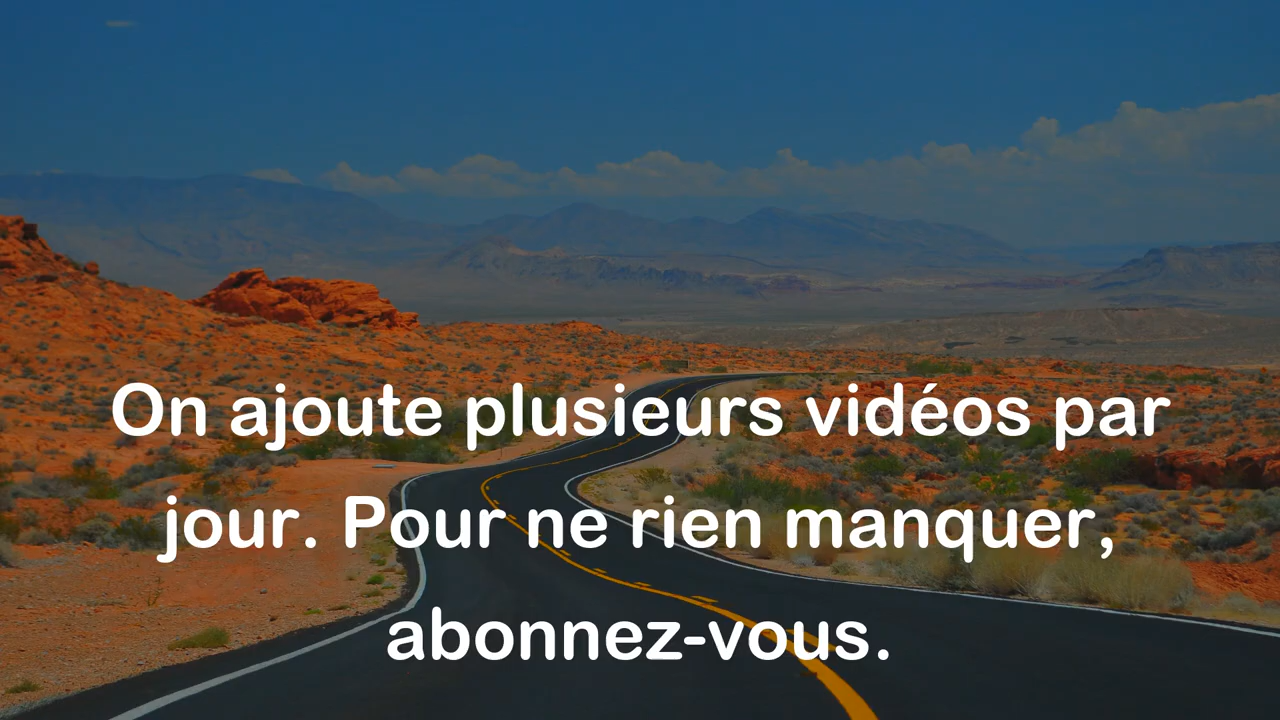 On ajoute plusieurs vidéos par
jour. Pour ne rien manquer,
abonnez-vous.